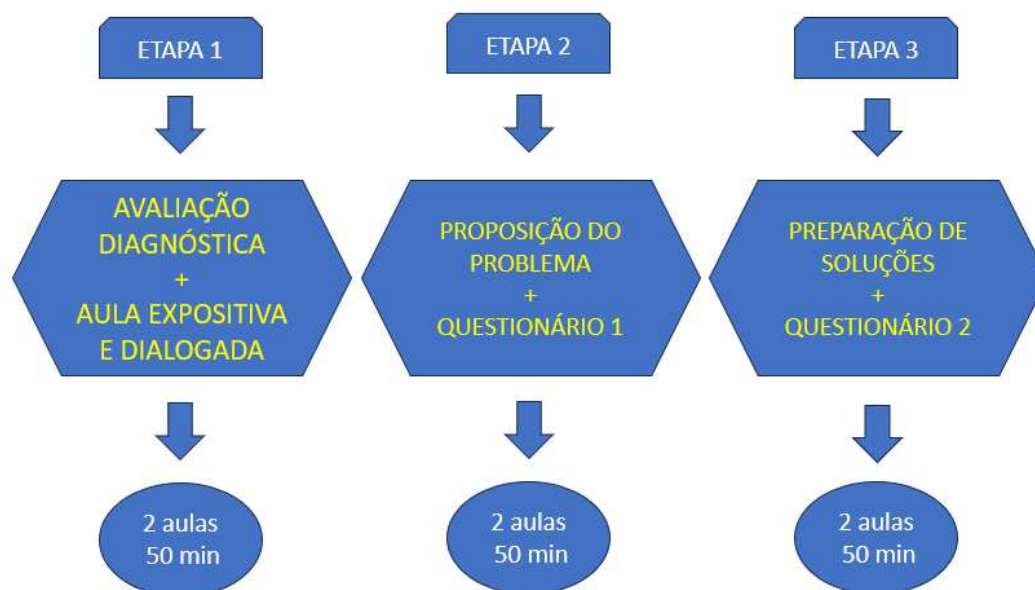 ETAPA 1
AVALIAÇÃO
DIAGNÓSTICA
+
AULA EXPOSITIVA
E DIALOGADA
2 aulas
50 min
ETAPA 2
PROPOSIÇÃO DO
PROBLEMA
+
QUESTIONÁRIO 1
2 aulas
50 min
ETAPA 3
PREPARAÇÃO DE
SOLUÇÕES
+
QUESTIONÁRIO 2
2 aulas
50 min